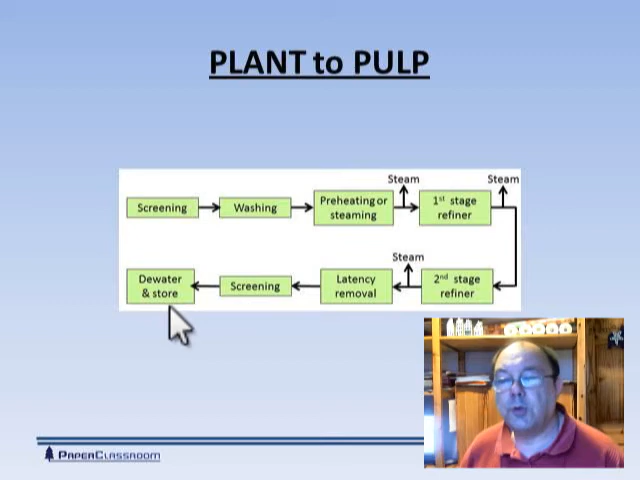 PLANT to PULP
Steam
Steam
Screening
Washing
Preheating or
steaming
1st stage
refiner
Steam
Dewater
& store
Screening
Latency
removal
2nd stage
refiner
PAPERCLASSROOM